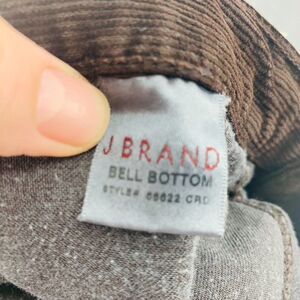 J BRAND
BELL BOTTOM
STYLE# 66622 CRD